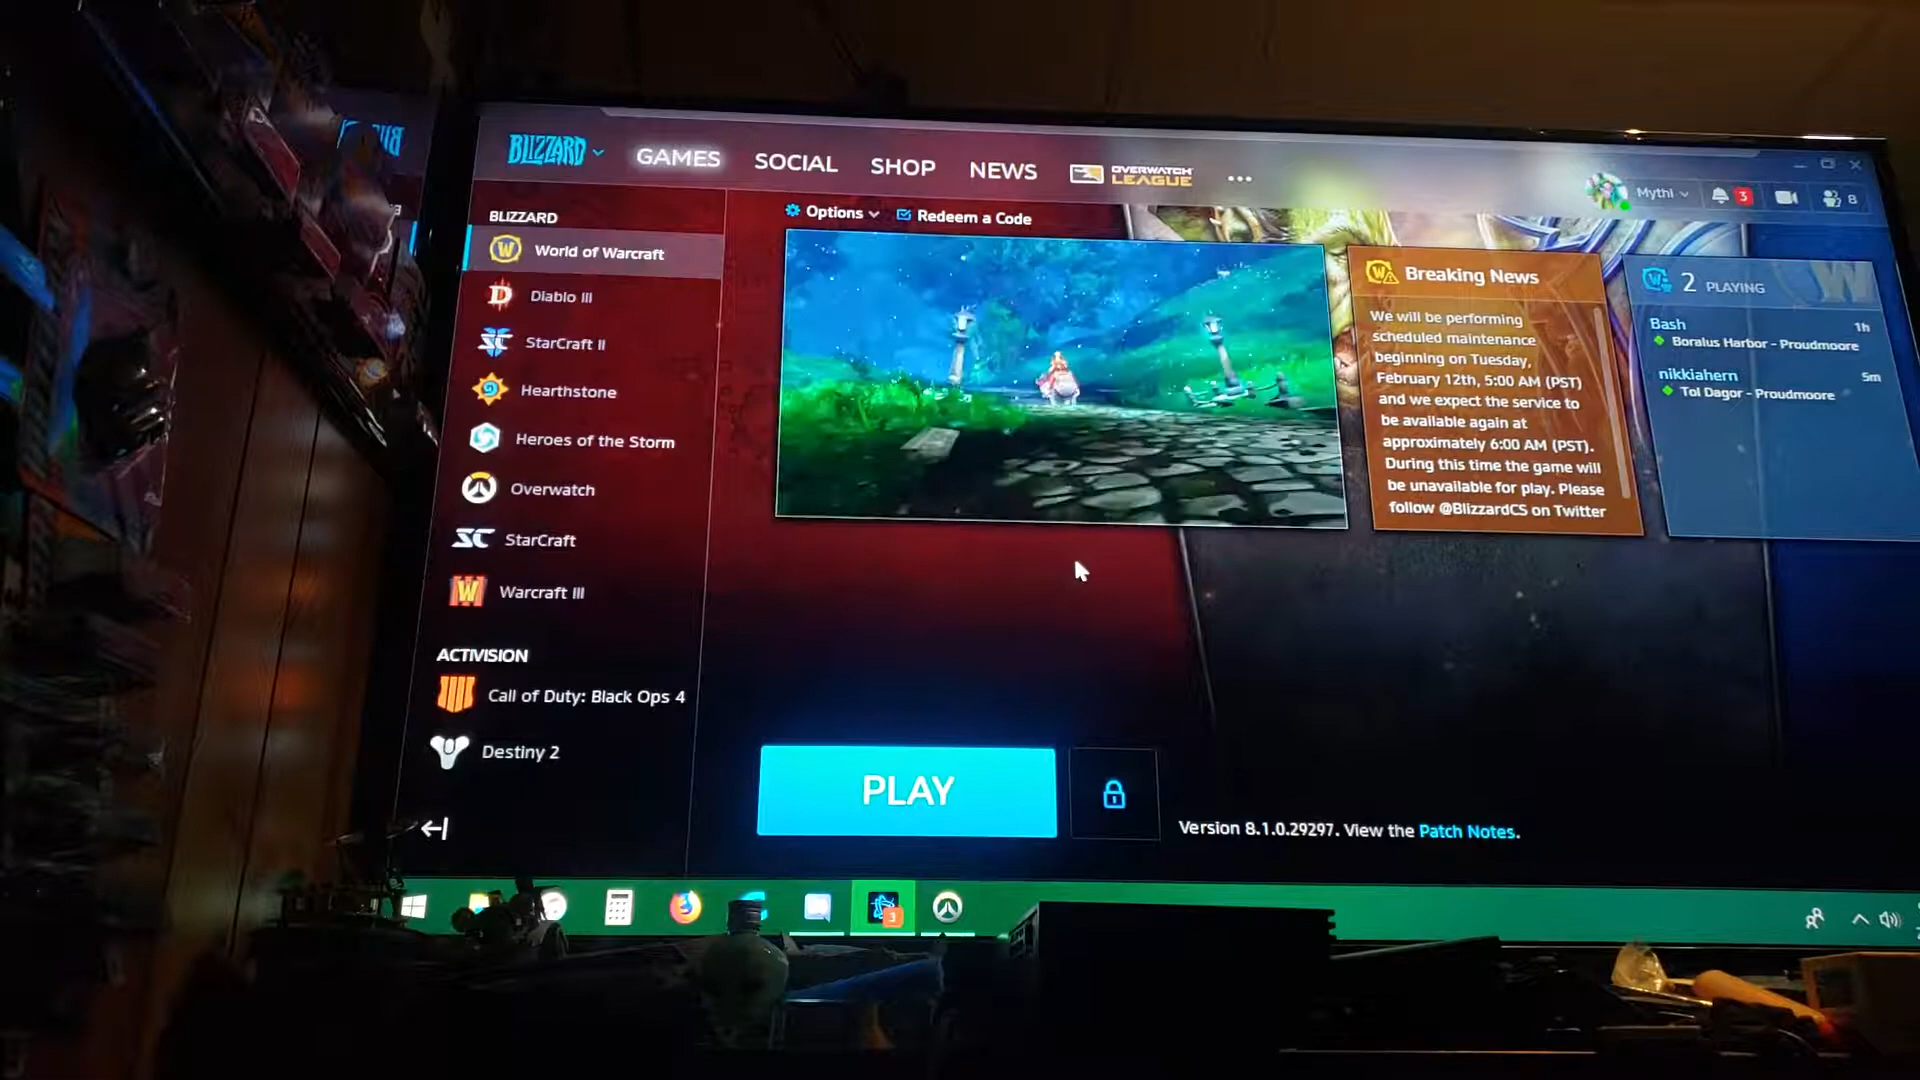 BLIZZARD
GAMES
SOCIAL
SHOP
NEWS
OVERWATCH
LEAGUE
Mythl
3
8
BLIZZARD
World of Warcraft
Diablo III
StarCraft II
Hearthstone
Heroes of the Storm
Overwatch
StarCraft
Warcraft III
ACTIVISION
Call of Duty: Black Ops 4
Destiny 2
Options
Redeem a Code
Breaking News
We will be performing
scheduled maintenance
beginning on Tuesday,
February 12th, 5:00 AM (PST)
and we expect the service to
be available again at
approximately 6:00 AM (PST).
During this time the game will
be unavailable for play. Please
follow @BlizzardCS on Twitter
2 PLAYING
Bash 1h
Boralus Harbor - Proudmoore
nikkiahern 5m
Tol Dagor - Proudmoore
PLAY
Version 8.1.0.29297. View the Patch Notes.
3